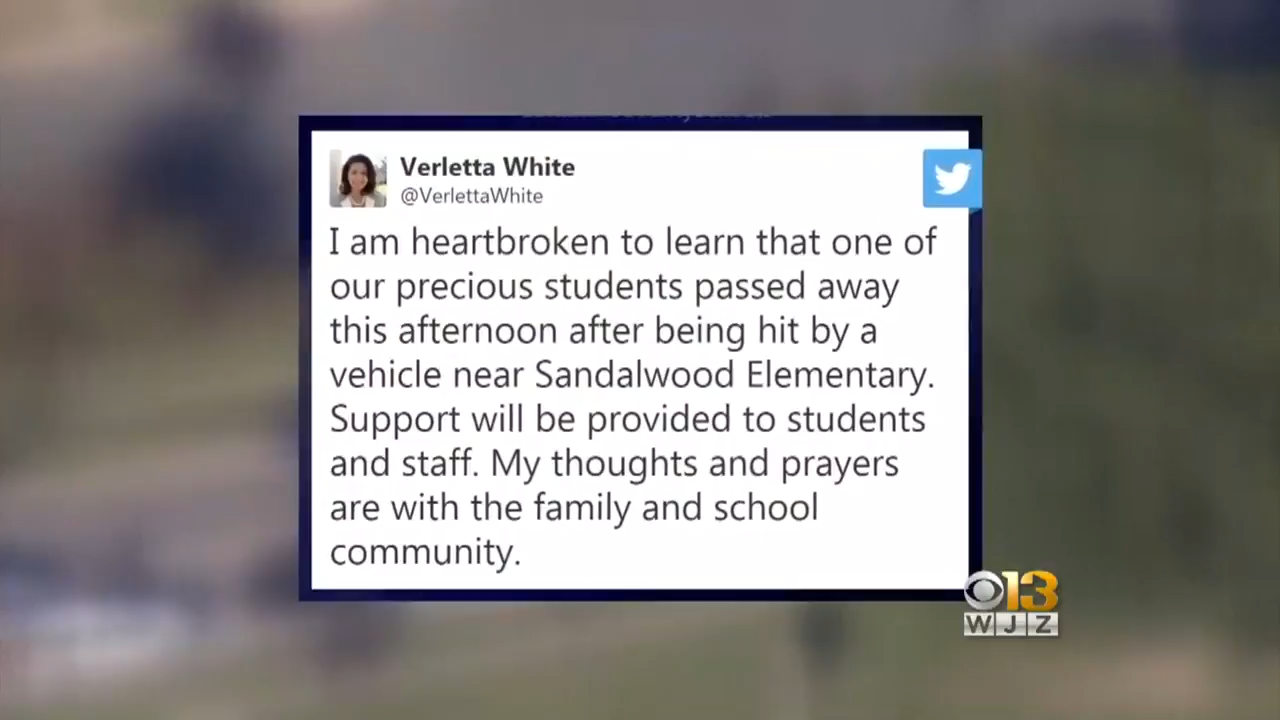 Verletta White
@VerlettaWhite
I am heartbroken to learn that one of
our precious students passed away
this afternoon after being hit by a
vehicle near Sandalwood Elementary.
Support will be provided to students
and staff. My thoughts and prayers
are with the family and school
community.
13
WJZ